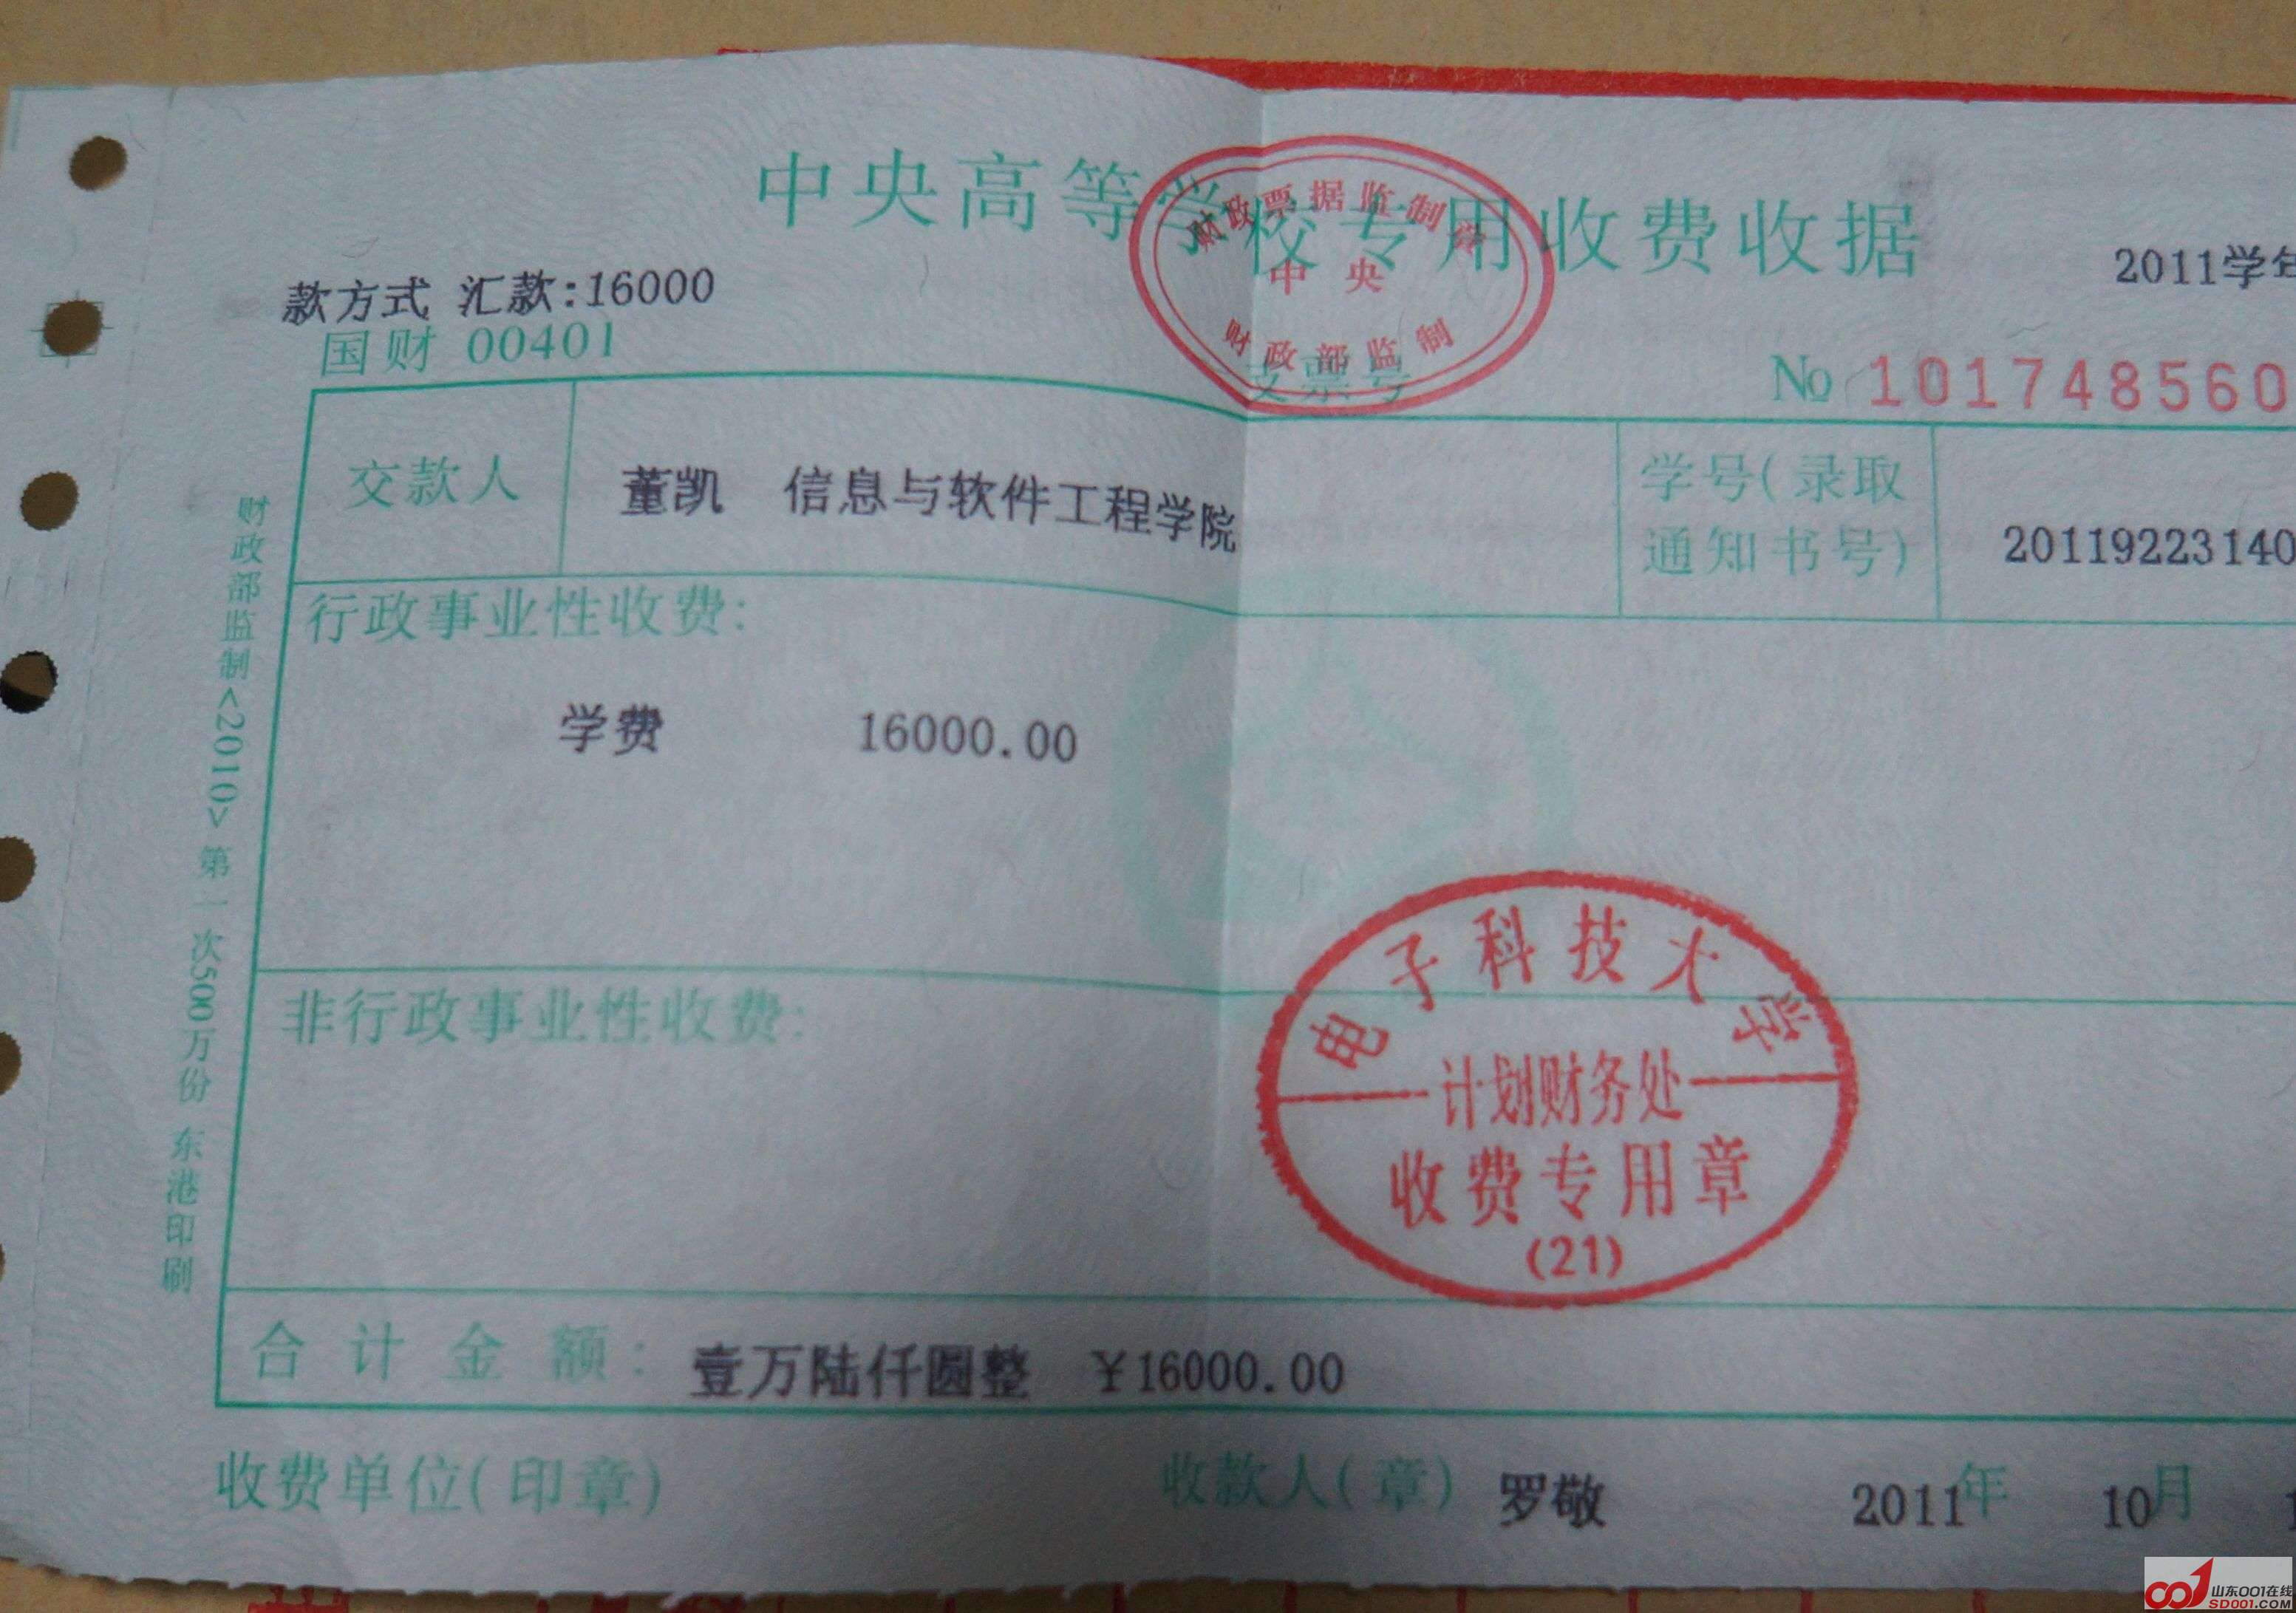 中央高等学校专用收费收据
财政票据监制章
中央
财政部监制
2011学年
款方式 汇款:16000
国财 00401
支票号
No 101748560
交款人
董凯 信息与软件工程学院
学号(录取
通知书号)
20119223140
行政事业性收费:
学费 16000.00
非行政事业性收费:
电子科技大学
计划财务处
收费专用章
(21)
合计金额: 壹万陆仟圆整 ￥16000.00
收费单位(印章)
收款人(章) 罗敬
2011年 10月 1
财政部监制<2010> 第一次500万份 东港印刷
001山东001在线
SD001.COM